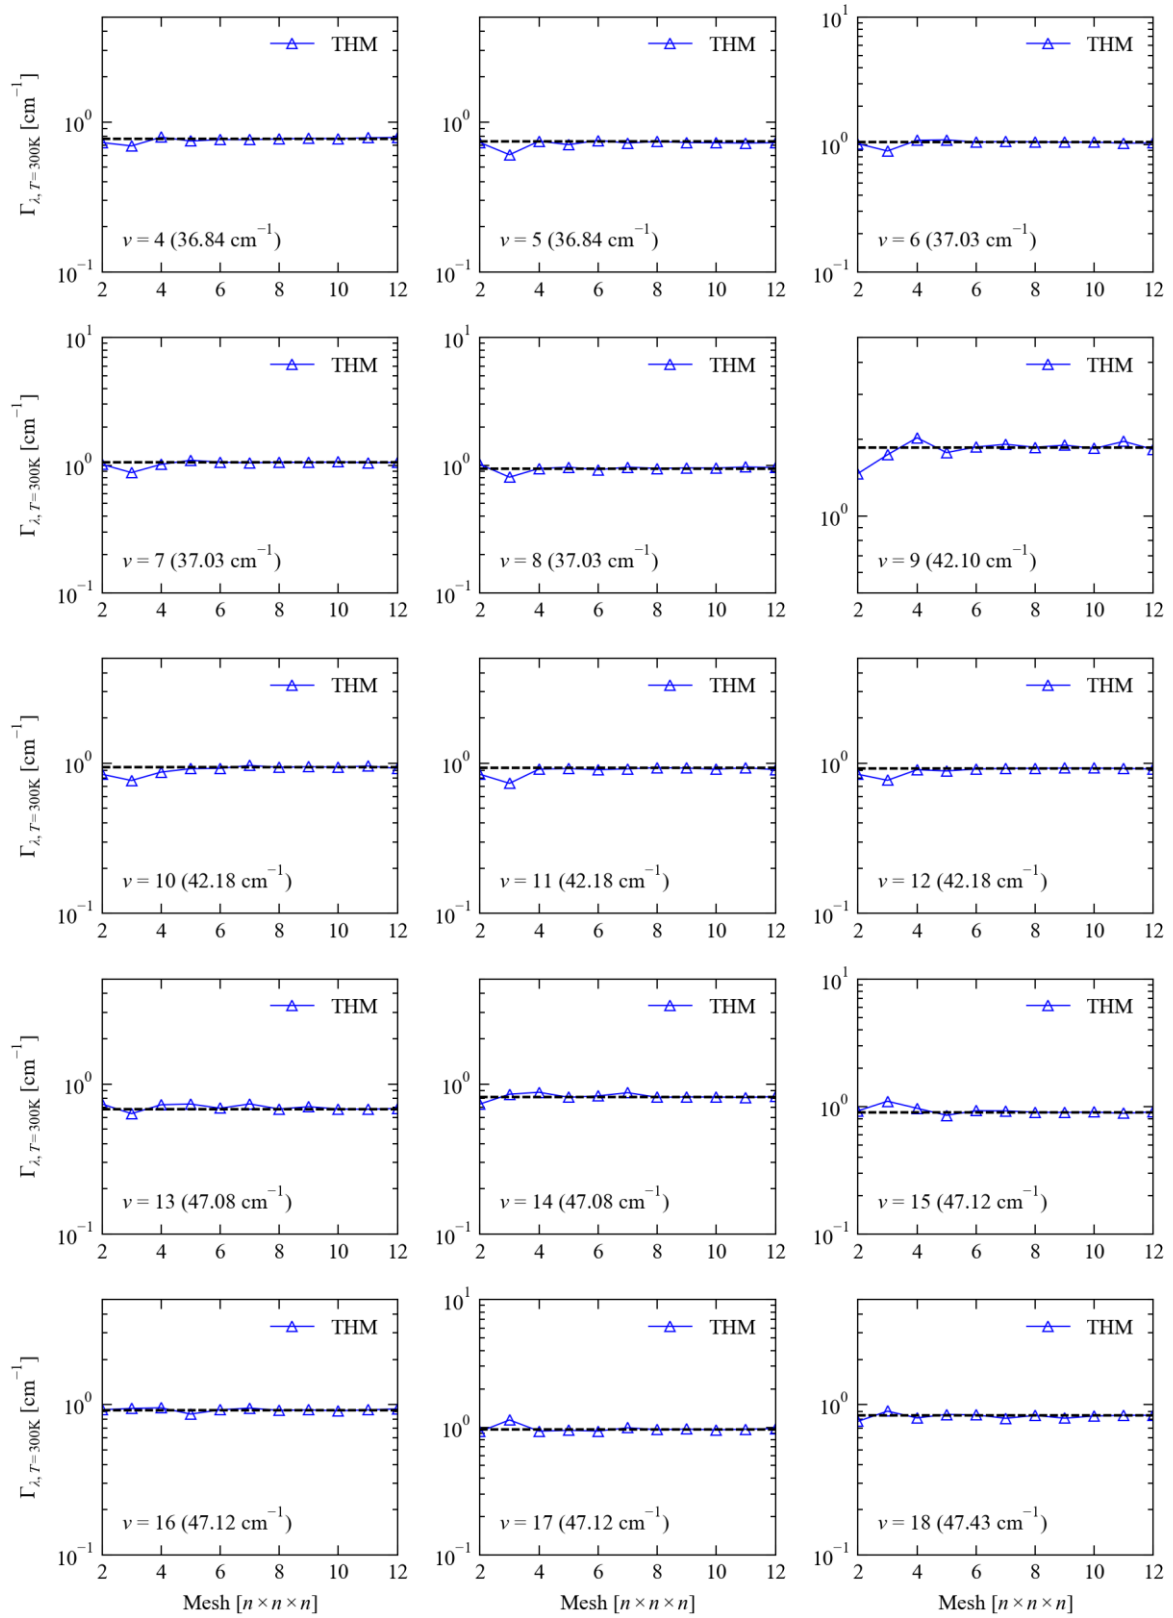 THM THM 10¹ THM
10⁰ 10⁰ 10⁰
Γλ, T=300K [cm⁻¹]
ν = 4 (36.84 cm⁻¹) ν = 5 (36.84 cm⁻¹) ν = 6 (37.03 cm⁻¹)
10⁻¹ 10⁻¹ 10⁻¹
2 4 6 8 10 12 2 4 6 8 10 12 2 4 6 8 10 12
10¹ THM 10¹ THM THM
10⁰ 10⁰ 10⁰
Γλ, T=300K [cm⁻¹]
ν = 7 (37.03 cm⁻¹) ν = 8 (37.03 cm⁻¹) ν = 9 (42.10 cm⁻¹)
10⁻¹ 10⁻¹
2 4 6 8 10 12 2 4 6 8 10 12 2 4 6 8 10 12
THM THM THM
10⁰ 10⁰ 10⁰
Γλ, T=300K [cm⁻¹]
ν = 10 (42.18 cm⁻¹) ν = 11 (42.18 cm⁻¹) ν = 12 (42.18 cm⁻¹)
10⁻¹ 10⁻¹ 10⁻¹
2 4 6 8 10 12 2 4 6 8 10 12 2 4 6 8 10 12
THM THM 10¹ THM
10⁰ 10⁰ 10⁰
Γλ, T=300K [cm⁻¹]
ν = 13 (47.08 cm⁻¹) ν = 14 (47.08 cm⁻¹) ν = 15 (47.12 cm⁻¹)
10⁻¹ 10⁻¹ 10⁻¹
2 4 6 8 10 12 2 4 6 8 10 12 2 4 6 8 10 12
THM 10¹ THM THM
10⁰ 10⁰ 10⁰
Γλ, T=300K [cm⁻¹]
ν = 16 (47.12 cm⁻¹) ν = 17 (47.12 cm⁻¹) ν = 18 (47.43 cm⁻¹)
10⁻¹ 10⁻¹ 10⁻¹
2 4 6 8 10 12 2 4 6 8 10 12 2 4 6 8 10 12
Mesh [n × n × n] Mesh [n × n × n] Mesh [n × n × n]